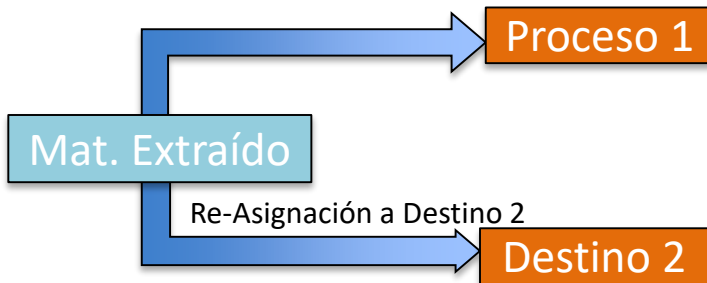 Proceso 1
Mat. Extraído
Re-Asignación a Destino 2
Destino 2